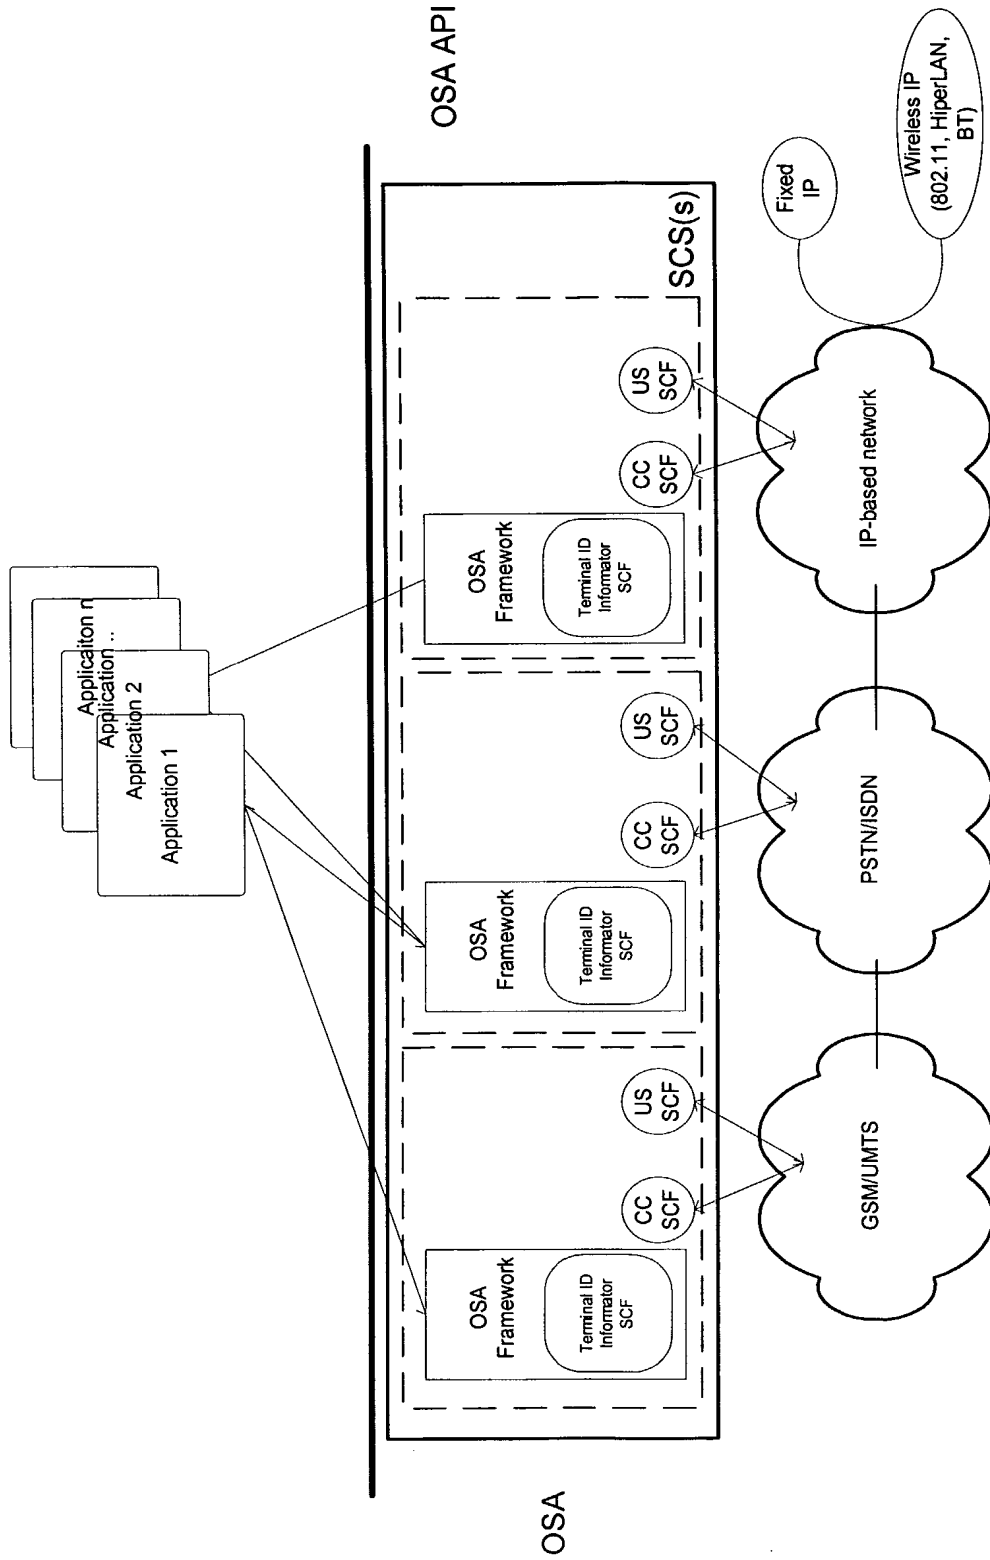 Applicaiton n
Application ..
Application 2
Application 1
OSA API
OSA
SCS(s)
OSA
Framework
Terminal ID
Informator
SCF
CC
SCF
US
SCF
OSA
Framework
Terminal ID
Informator
SCF
CC
SCF
US
SCF
OSA
Framework
Terminal ID
Informator
SCF
CC
SCF
US
SCF
GSM/UMTS
PSTN/ISDN
IP-based network
Fixed
IP
Wireless IP
(802.11, HiperLAN,
BT)